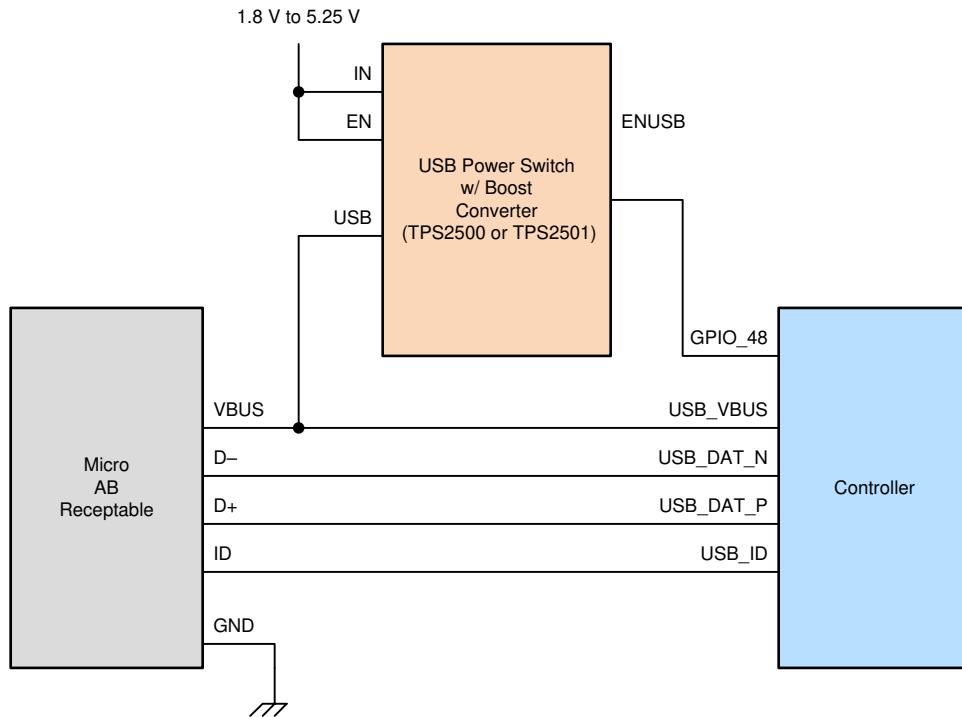 1.8 V to 5.25 V
IN
EN
ENUSB
USB Power Switch
w/ Boost
Converter
(TPS2500 or TPS2501)
USB
GPIO_48
VBUS
USB_VBUS
D–
USB_DAT_N
Micro
AB
Receptable
Controller
D+
USB_DAT_P
ID
USB_ID
GND